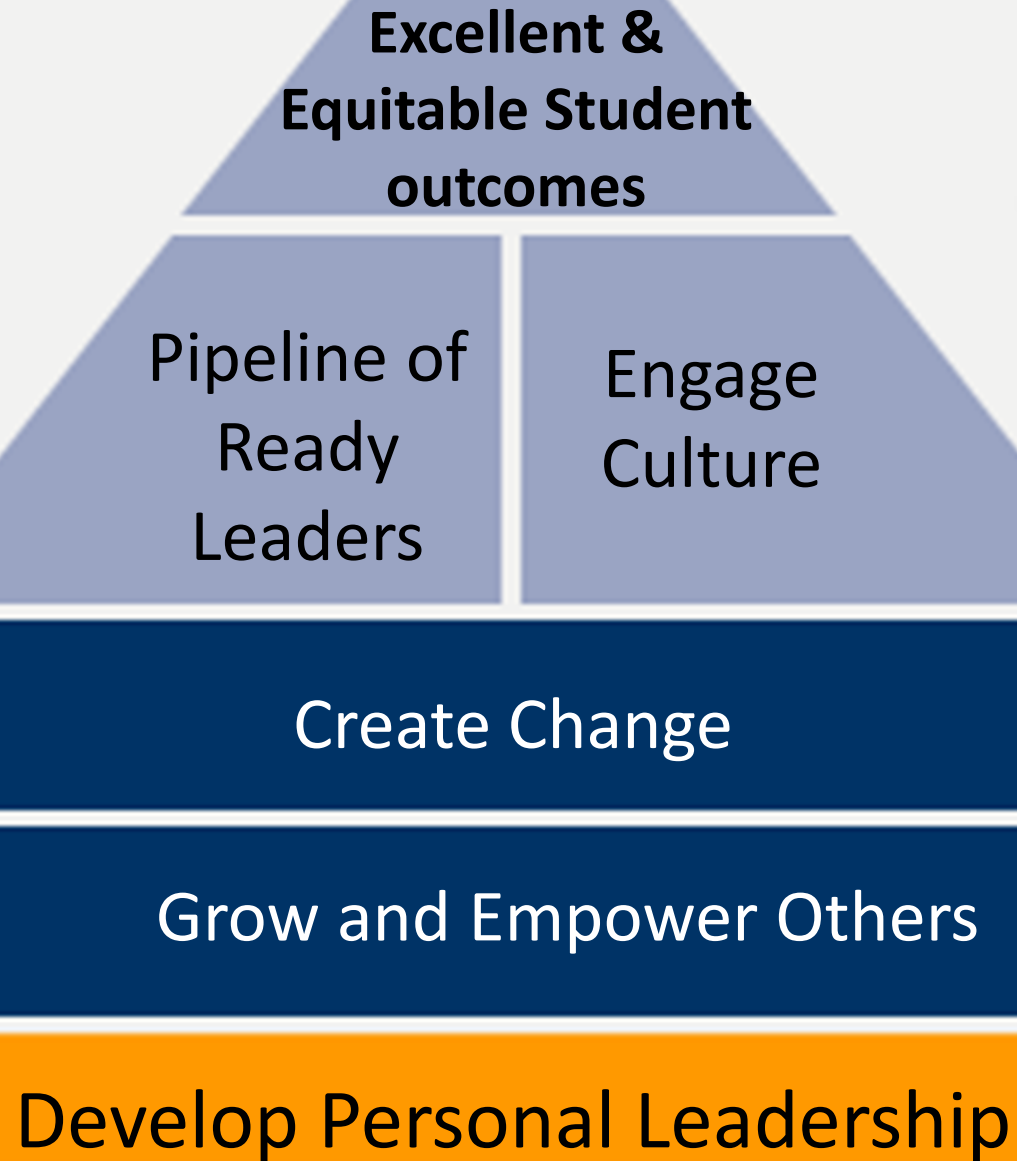 Excellent &
Equitable Student
outcomes
Pipeline of
Ready
Leaders
Engage
Culture
Create Change
Grow and Empower Others
Develop Personal Leadership